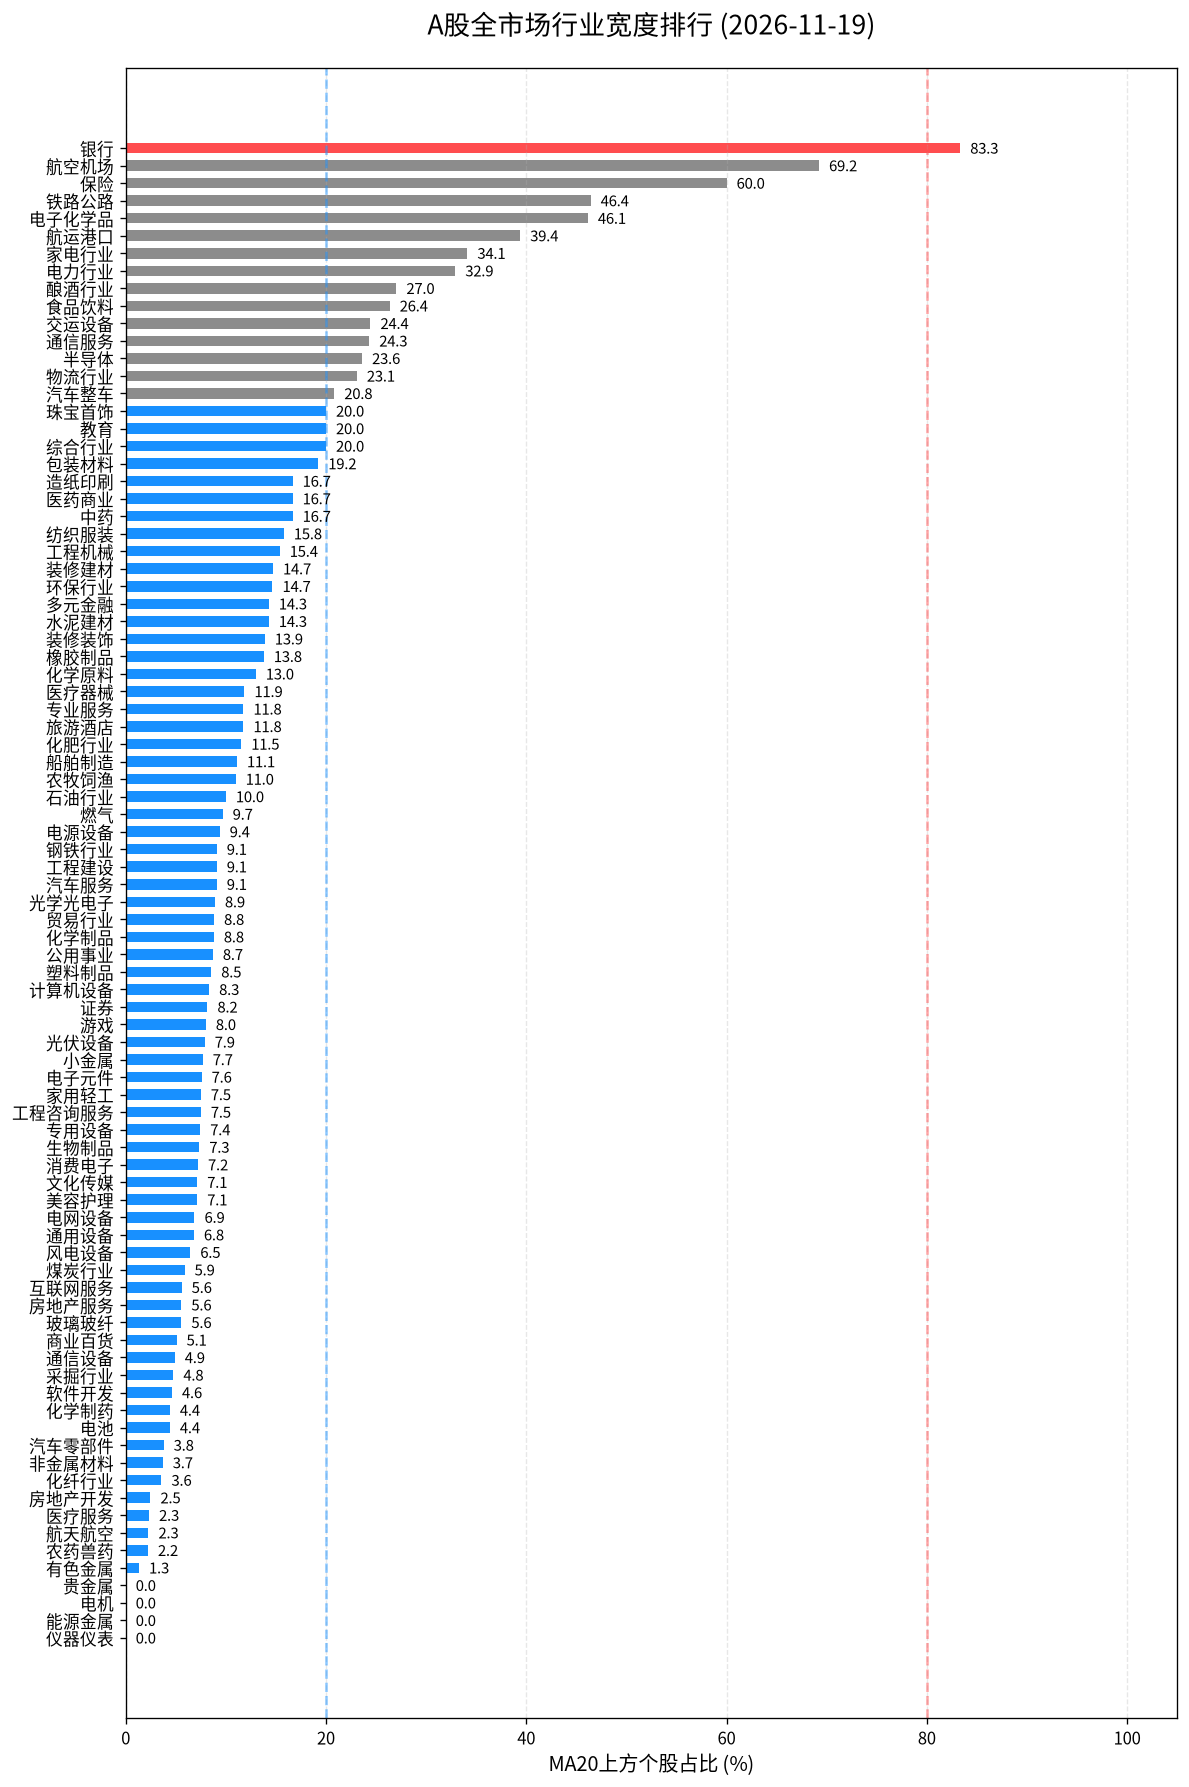 A股全市场行业宽度排行 (2026-11-19)
银行 83.3
航空机场 69.2
保险 60.0
铁路公路 46.4
电子化学品 46.1
航运港口 39.4
家电行业 34.1
电力行业 32.9
酿酒行业 27.0
食品饮料 26.4
交运设备 24.4
通信服务 24.3
半导体 23.6
物流行业 23.1
汽车整车 20.8
珠宝首饰 20.0
教育 20.0
综合行业 20.0
包装材料 19.2
造纸印刷 16.7
医药商业 16.7
中药 16.7
纺织服装 15.8
工程机械 15.4
装修建材 14.7
环保行业 14.7
多元金融 14.3
水泥建材 14.3
装修装饰 13.9
橡胶制品 13.8
化学原料 13.0
医疗器械 11.9
专业服务 11.8
旅游酒店 11.8
化肥行业 11.5
船舶制造 11.1
农牧饲渔 11.0
石油行业 10.0
燃气 9.7
电源设备 9.4
钢铁行业 9.1
工程建设 9.1
汽车服务 9.1
光学光电子 8.9
贸易行业 8.8
化学制品 8.8
公用事业 8.7
塑料制品 8.5
计算机设备 8.3
证券 8.2
游戏 8.0
光伏设备 7.9
小金属 7.7
电子元件 7.6
家用轻工 7.5
工程咨询服务 7.5
专用设备 7.4
生物制品 7.3
消费电子 7.2
文化传媒 7.1
美容护理 7.1
电网设备 6.9
通用设备 6.8
风电设备 6.5
煤炭行业 5.9
互联网服务 5.6
房地产服务 5.6
玻璃玻纤 5.6
商业百货 5.1
通信设备 4.9
采掘行业 4.8
软件开发 4.6
化学制药 4.4
电池 4.4
汽车零部件 3.8
非金属材料 3.7
化纤行业 3.6
房地产开发 2.5
医疗服务 2.3
航天航空 2.3
农药兽药 2.2
有色金属 1.3
贵金属 0.0
电机 0.0
能源金属 0.0
仪器仪表 0.0
0 20 40 60 80 100
MA20上方个股占比 (%)